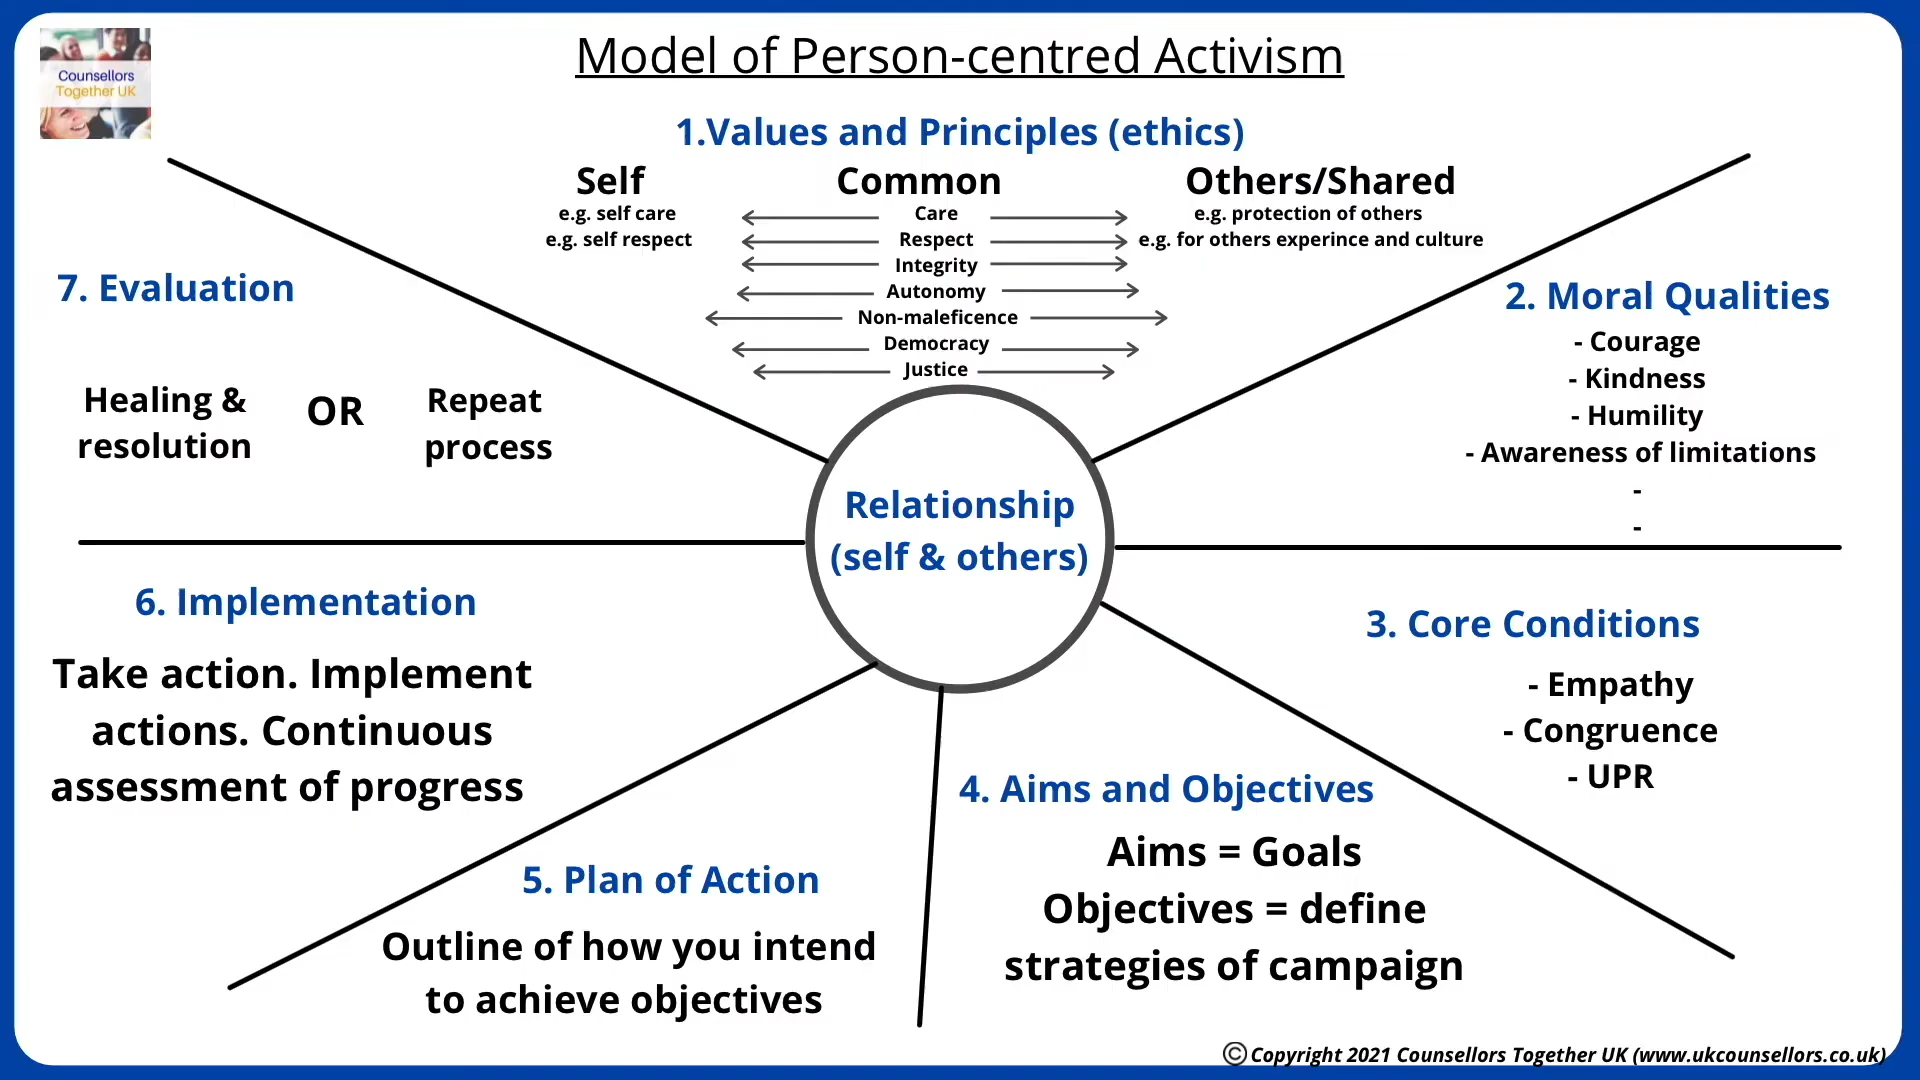 Counsellors
Together UK
Model of Person-centred Activism
1.Values and Principles (ethics)
Self
Common
Others/Shared
e.g. self care
Care
e.g. protection of others
e.g. self respect
Respect
e.g. for others experince and culture
Integrity
Autonomy
Non-maleficence
Democracy
Justice
2. Moral Qualities
- Courage
- Kindness
- Humility
- Awareness of limitations
-
-
3. Core Conditions
- Empathy
- Congruence
- UPR
4. Aims and Objectives
Aims = Goals
Objectives = define
strategies of campaign
5. Plan of Action
Outline of how you intend
to achieve objectives
6. Implementation
Take action. Implement
actions. Continuous
assessment of progress
7. Evaluation
Healing &
resolution
OR
Repeat
process
Relationship
(self & others)
© Copyright 2021 Counsellors Together UK (www.ukcounsellors.co.uk)